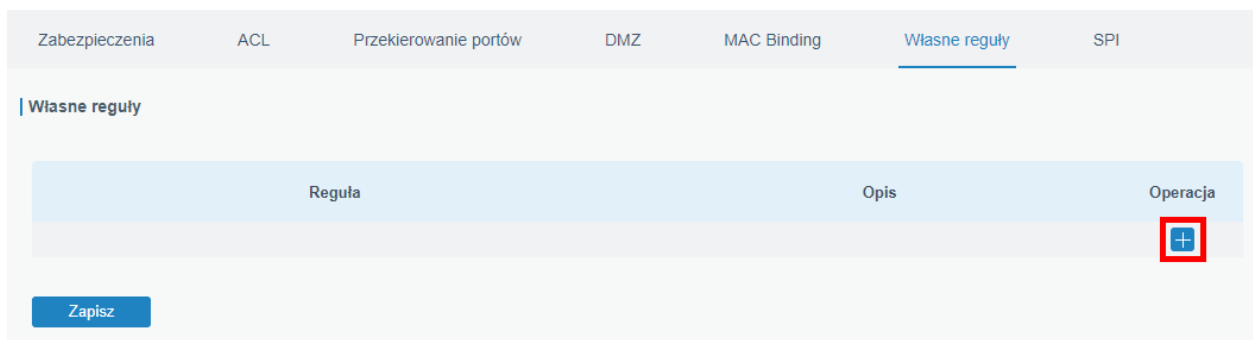 Zabezpieczenia ACL Przekierowanie portów DMZ MAC Binding Własne reguły SPI
Własne reguły
Reguła Opis Operacja
Zapisz